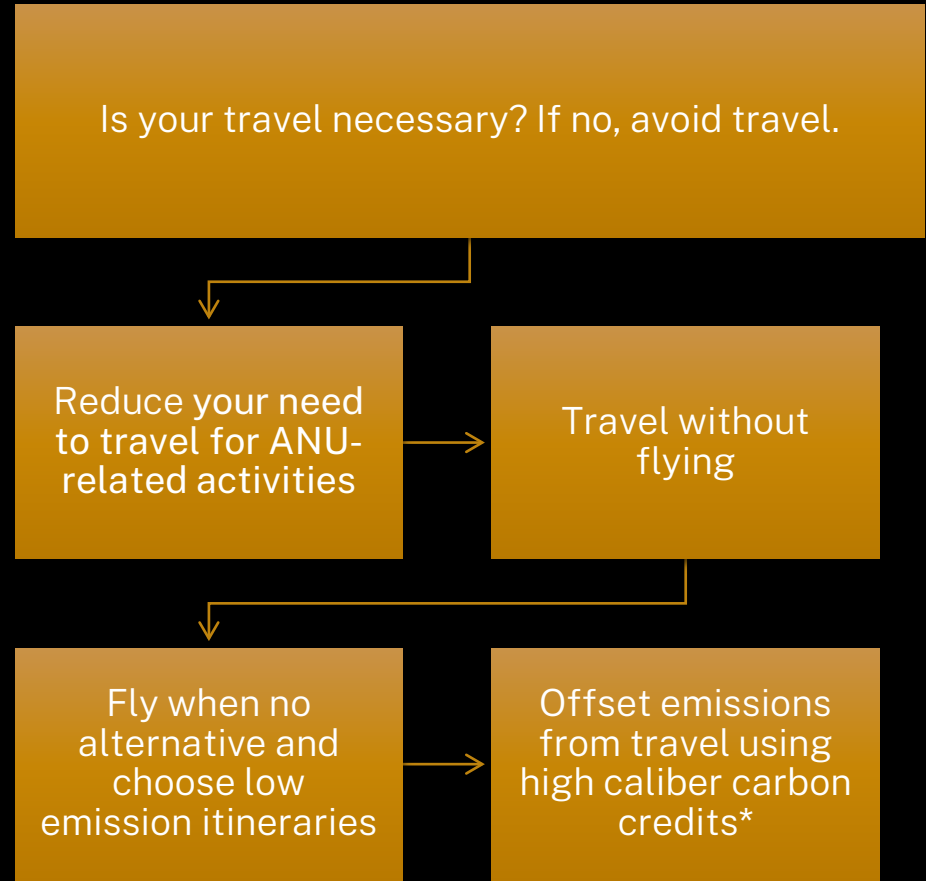 Is your travel necessary? If no, avoid travel.
Reduce your need
to travel for ANU-
related activities
Travel without
flying
Fly when no
alternative and
choose low
emission itineraries
Offset emissions
from travel using
high caliber carbon
credits*